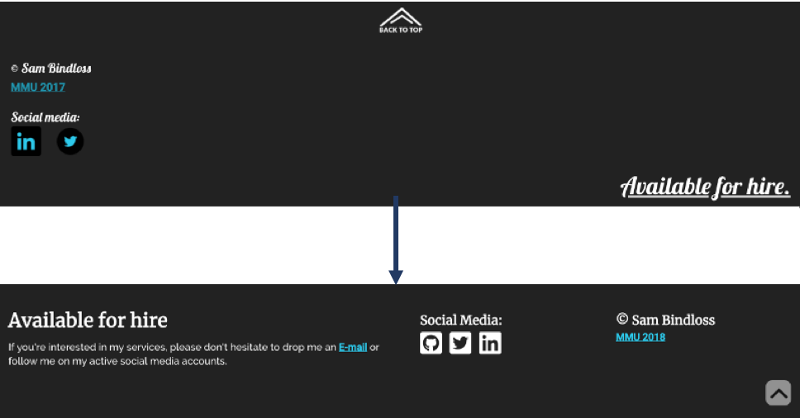 BACK TO TOP
© Sam Bindloss
MMU 2017
Social media:
in
Available for hire.
Available for hire
If you're interested in my services, please don't hesitate to drop me an E-mail or
follow me on my active social media accounts.
Social Media:
in
© Sam Bindloss
MMU 2018